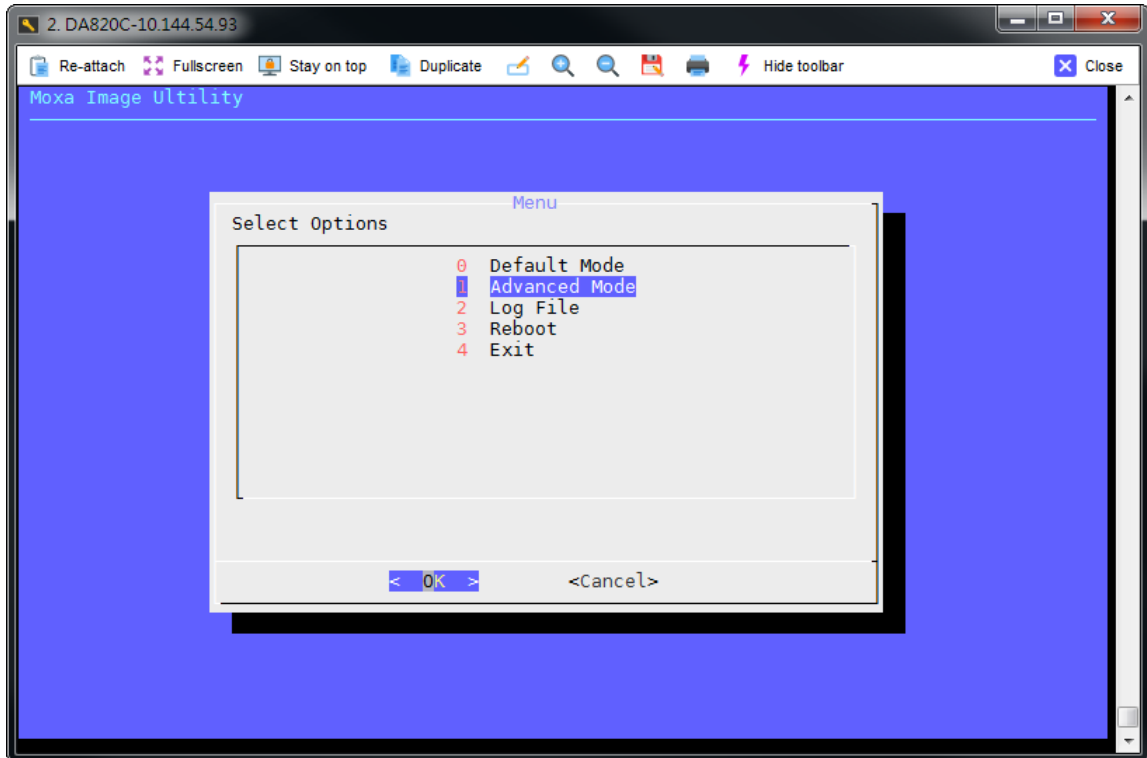 2. DA820C-10.144.54.93
Re-attach Fullscreen Stay on top Duplicate Hide toolbar Close
Moxa Image Ultility
Menu
Select Options
0 Default Mode
1 Advanced Mode
2 Log File
3 Reboot
4 Exit
< OK > <Cancel>